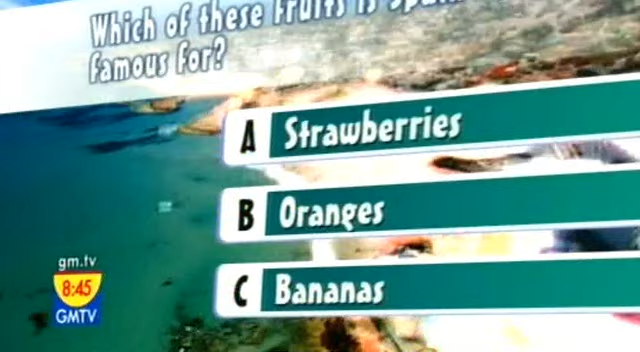 Which of these Fruits is
famous for?
A Strawberries
B Oranges
C Bananas
gm.tv
8:45
GMTV